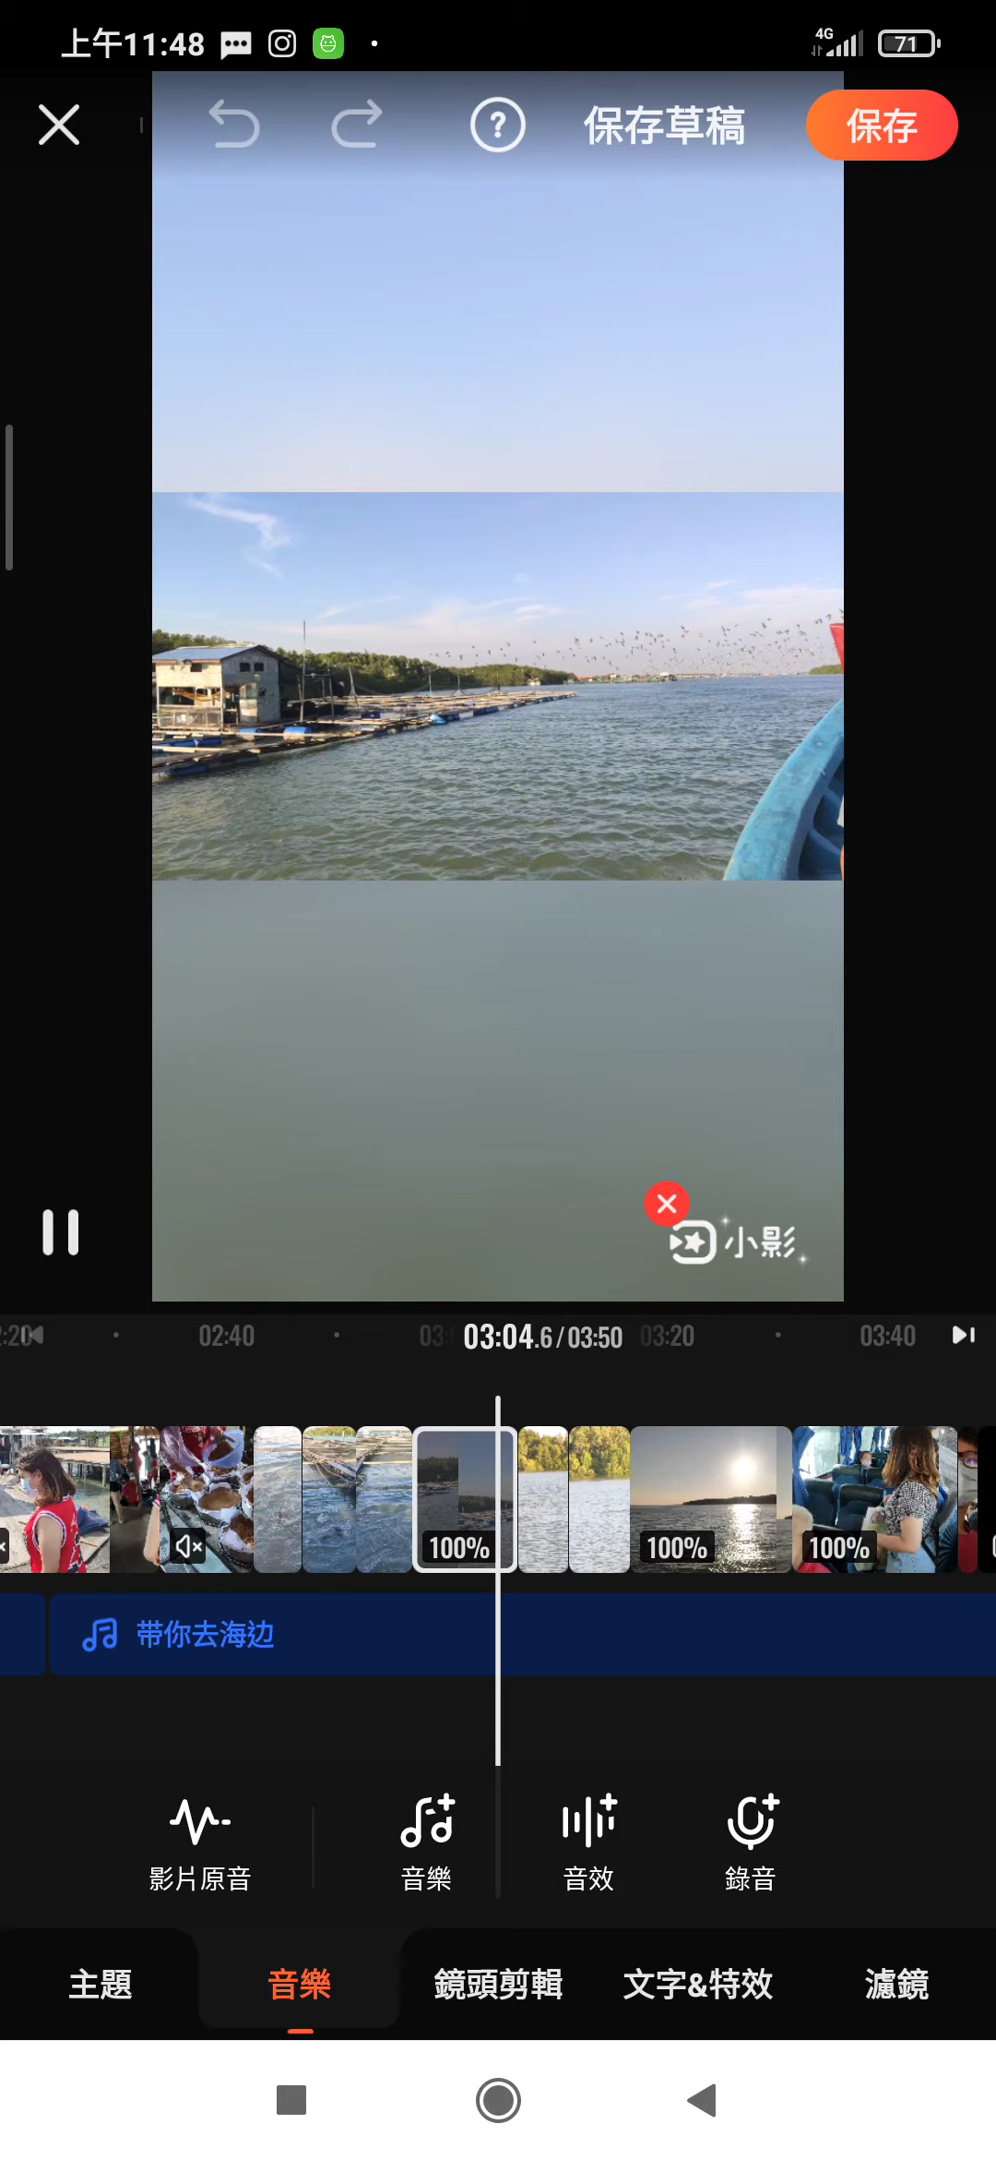 上午11:48
4G
71
保存草稿
保存
小影
02:40
03:04.6/03:50
03:20
03:40
100%
100%
100%
带你去海边
影片原音
音樂
音效
錄音
主題
音樂
鏡頭剪輯
文字&特效
濾鏡